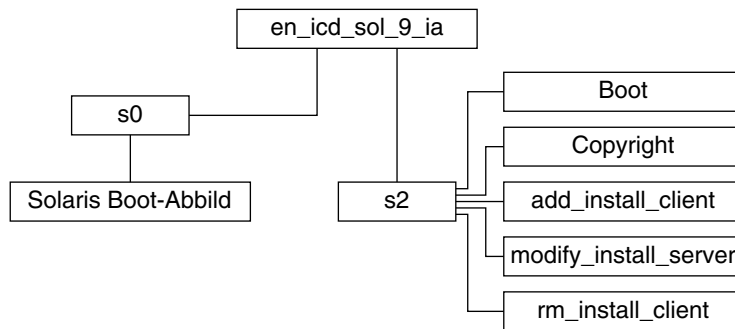 en_icd_sol_9_ia
s0
Boot
Copyright
Solaris Boot-Abbild
s2
add_install_client
modify_install_server
rm_install_client